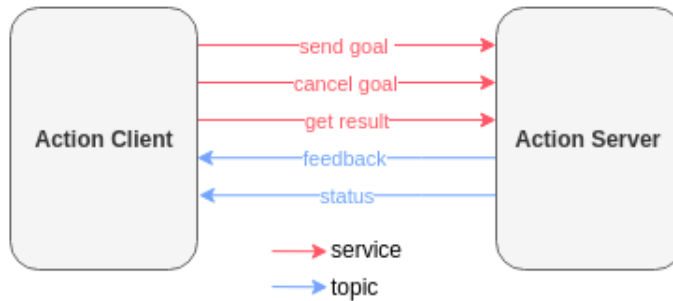 send goal
cancel goal
get result
Action Client
Action Server
feedback
status
service
topic